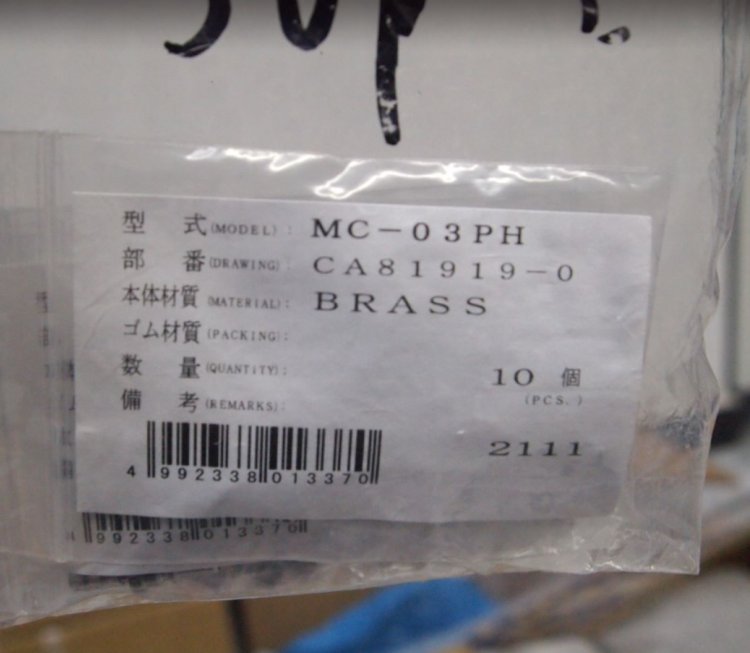 型 式(MODEL): MC-03PH
部 番(DRAWING): CA81919-0
本体材質(MATERIAL): BRASS
ゴム材質(PACKING):
数 量(QUANTITY): 10 個
(PCS.)
備 考(REMARKS):
2111
4 992338 013370
4 992338 013370